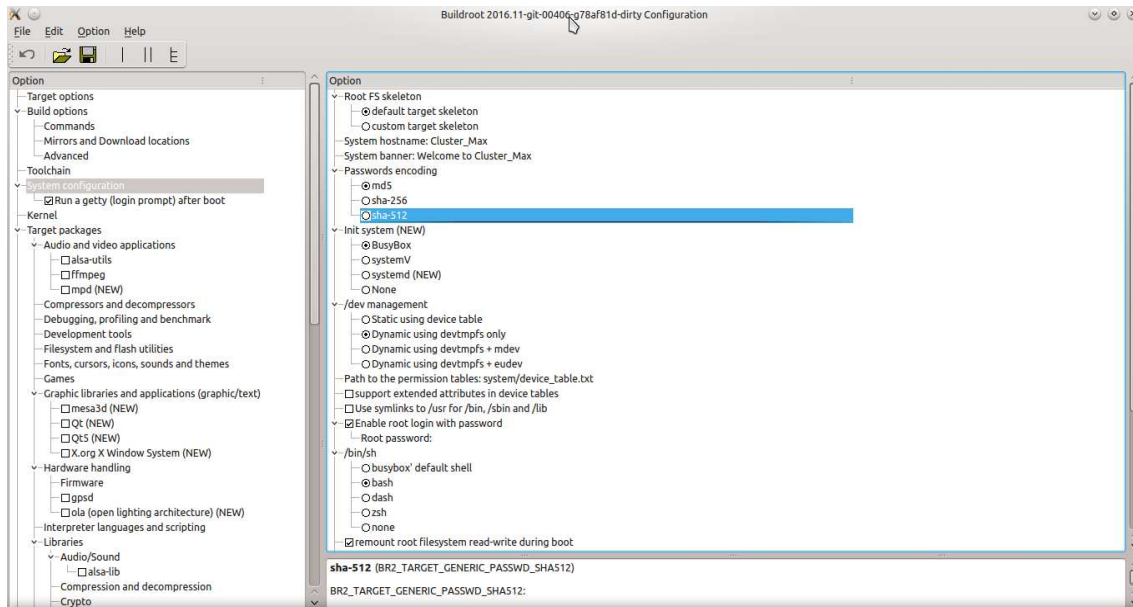 Buildroot 2016.11-git-00406-g78af81d-dirty Configuration
File Edit Option Help
Option
Target options
Build options
Commands
Mirrors and Download locations
Advanced
Toolchain
System configuration
Run a getty (login prompt) after boot
Kernel
Target packages
Audio and video applications
alsa-utils
ffmpeg
mpd (NEW)
Compressors and decompressors
Debugging, profiling and benchmark
Development tools
Filesystem and flash utilities
Fonts, cursors, icons, sounds and themes
Games
Graphic libraries and applications (graphic/text)
mesa3d (NEW)
Qt (NEW)
Qt5 (NEW)
X.org X Window System (NEW)
Hardware handling
Firmware
gpsd
ola (open lighting architecture) (NEW)
Interpreter languages and scripting
Libraries
Audio/Sound
alsa-lib
Compression and decompression
Crypto
Option
Root FS skeleton
default target skeleton
custom target skeleton
System hostname: Cluster_Max
System banner: Welcome to Cluster_Max
Passwords encoding
md5
sha-256
sha-512
Init system (NEW)
BusyBox
systemV
systemd (NEW)
None
/dev management
Static using device table
Dynamic using devtmpfs only
Dynamic using devtmpfs + mdev
Dynamic using devtmpfs + eudev
Path to the permission tables: system/device_table.txt
support extended attributes in device tables
Use symlinks to /usr for /bin, /sbin and /lib
Enable root login with password
Root password:
/bin/sh
busybox' default shell
bash
dash
zsh
none
remount root filesystem read-write during boot
sha-512 (BR2_TARGET_GENERIC_PASSWD_SHA512)
BR2_TARGET_GENERIC_PASSWD_SHA512: